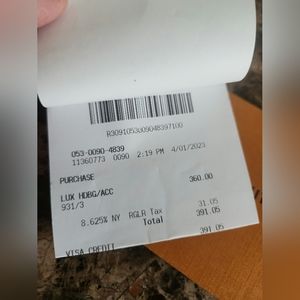 R3091053009048397100
053-0090-4839
11360773 0090 2:19 PM 4/01/2023
PURCHASE
LUX HDBG/ACC 360.00
931/3
8.625% NY RGLR Tax 31.05
Total 391.05
VISA CREDIT 391.05